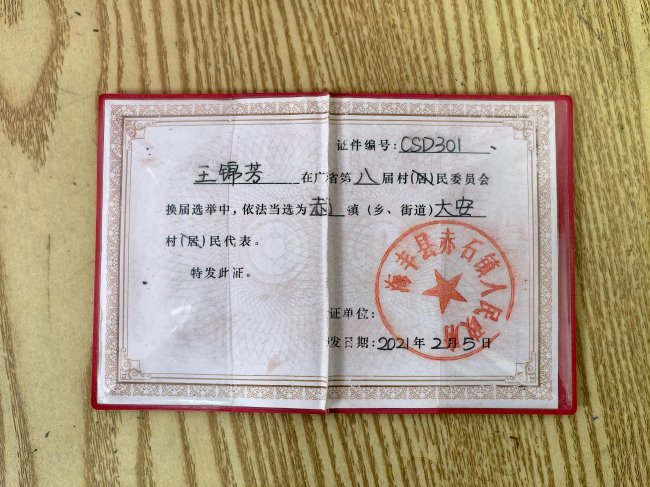 证件编号:CSD301
王锦芳 在广省第八届村(居)民委员会
换届选举中，依法当选为赤 镇(乡、街道)大安
村(居)民代表。
特发此证。
证单位:
发日期:2021年2月5日
海丰县赤石镇人民政府